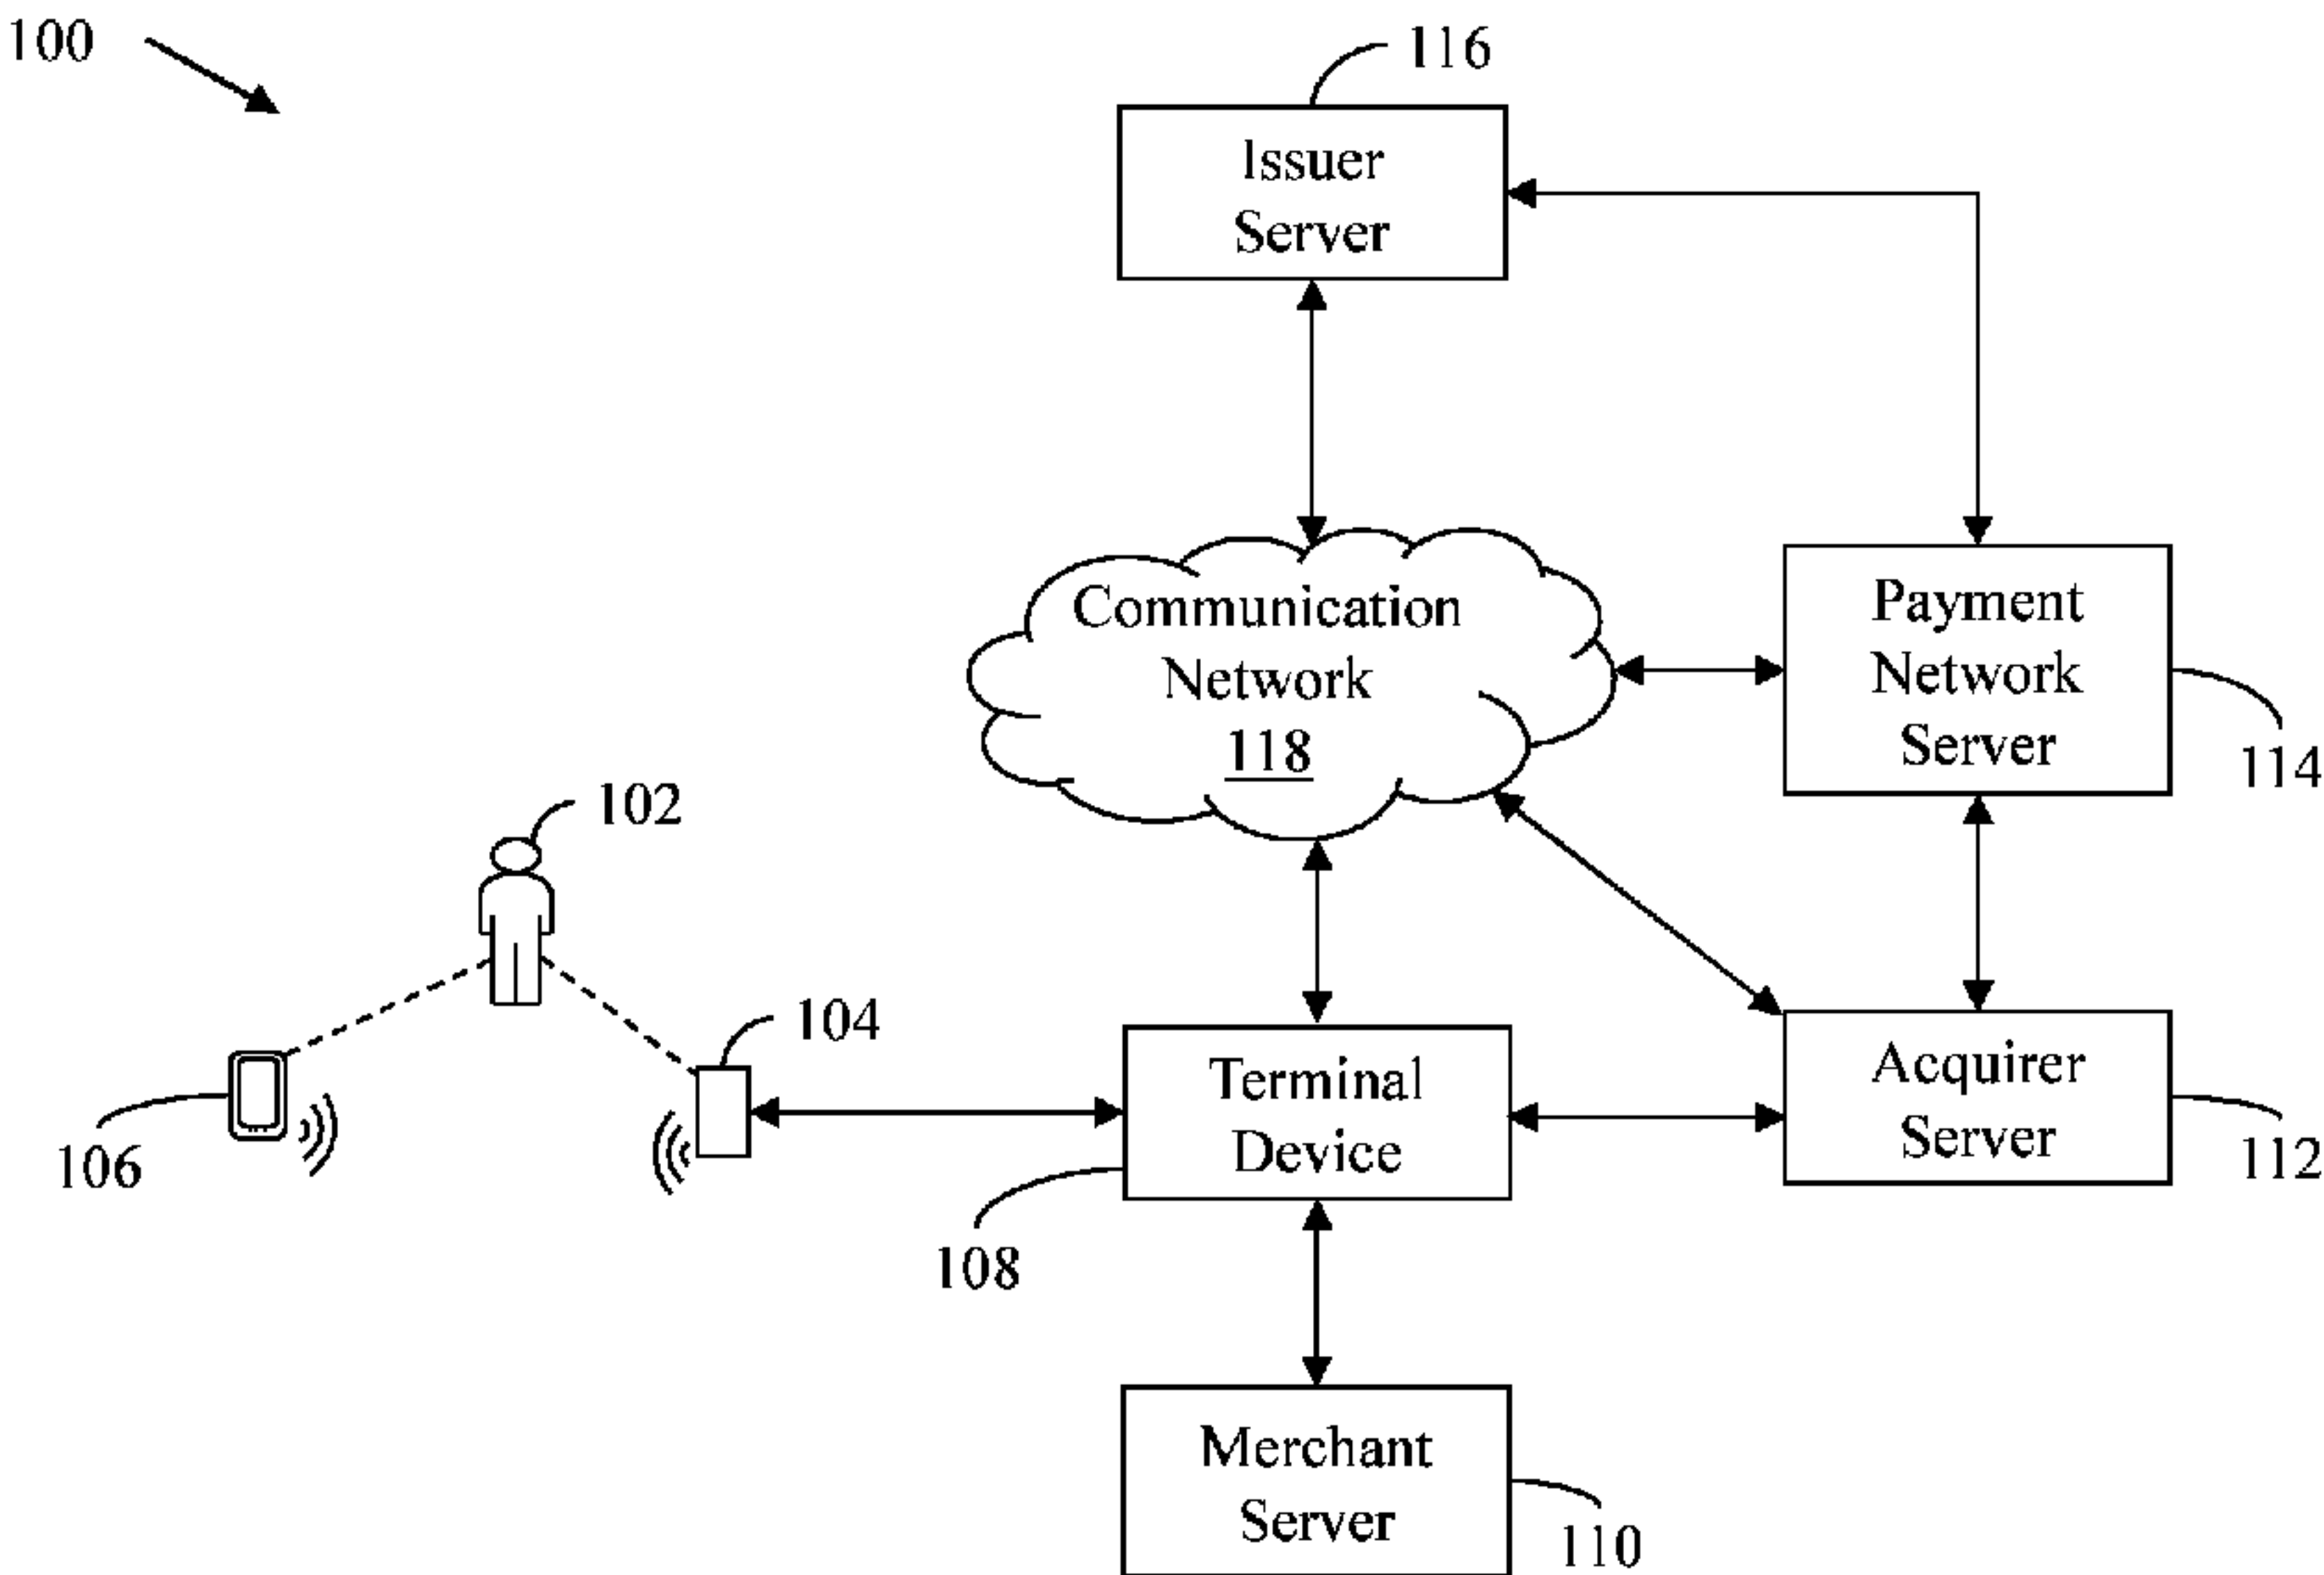 100
116
Issuer
Server
Communication
Network
118
Payment
Network
Server
114
102
104
106
Terminal
Device
108
Acquirer
Server
112
Merchant
Server
110